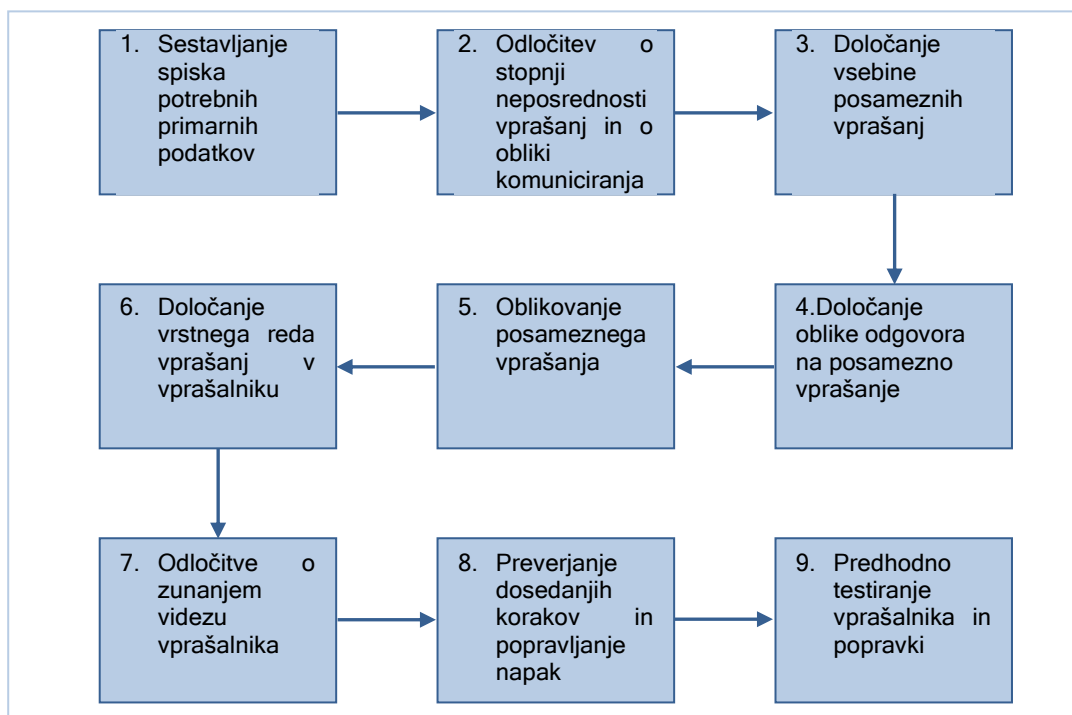 1. Sestavljanje
spiska
potrebnih
primarnih
podatkov
2. Odločitev o
stopnji
neposrednosti
vprašanj in o
obliki
komuniciranja
3. Določanje
vsebine
posameznih
vprašanj
4.Določanje
oblike odgovora
na posamezno
vprašanje
5. Oblikovanje
posameznega
vprašanja
6. Določanje
vrstnega reda
vprašanj v
vprašalniku
7. Odločitve o
zunanjem
videzu
vprašalnika
8. Preverjanje
dosedanjih
korakov in
popravljanje
napak
9. Predhodno
testiranje
vprašalnika in
popravki